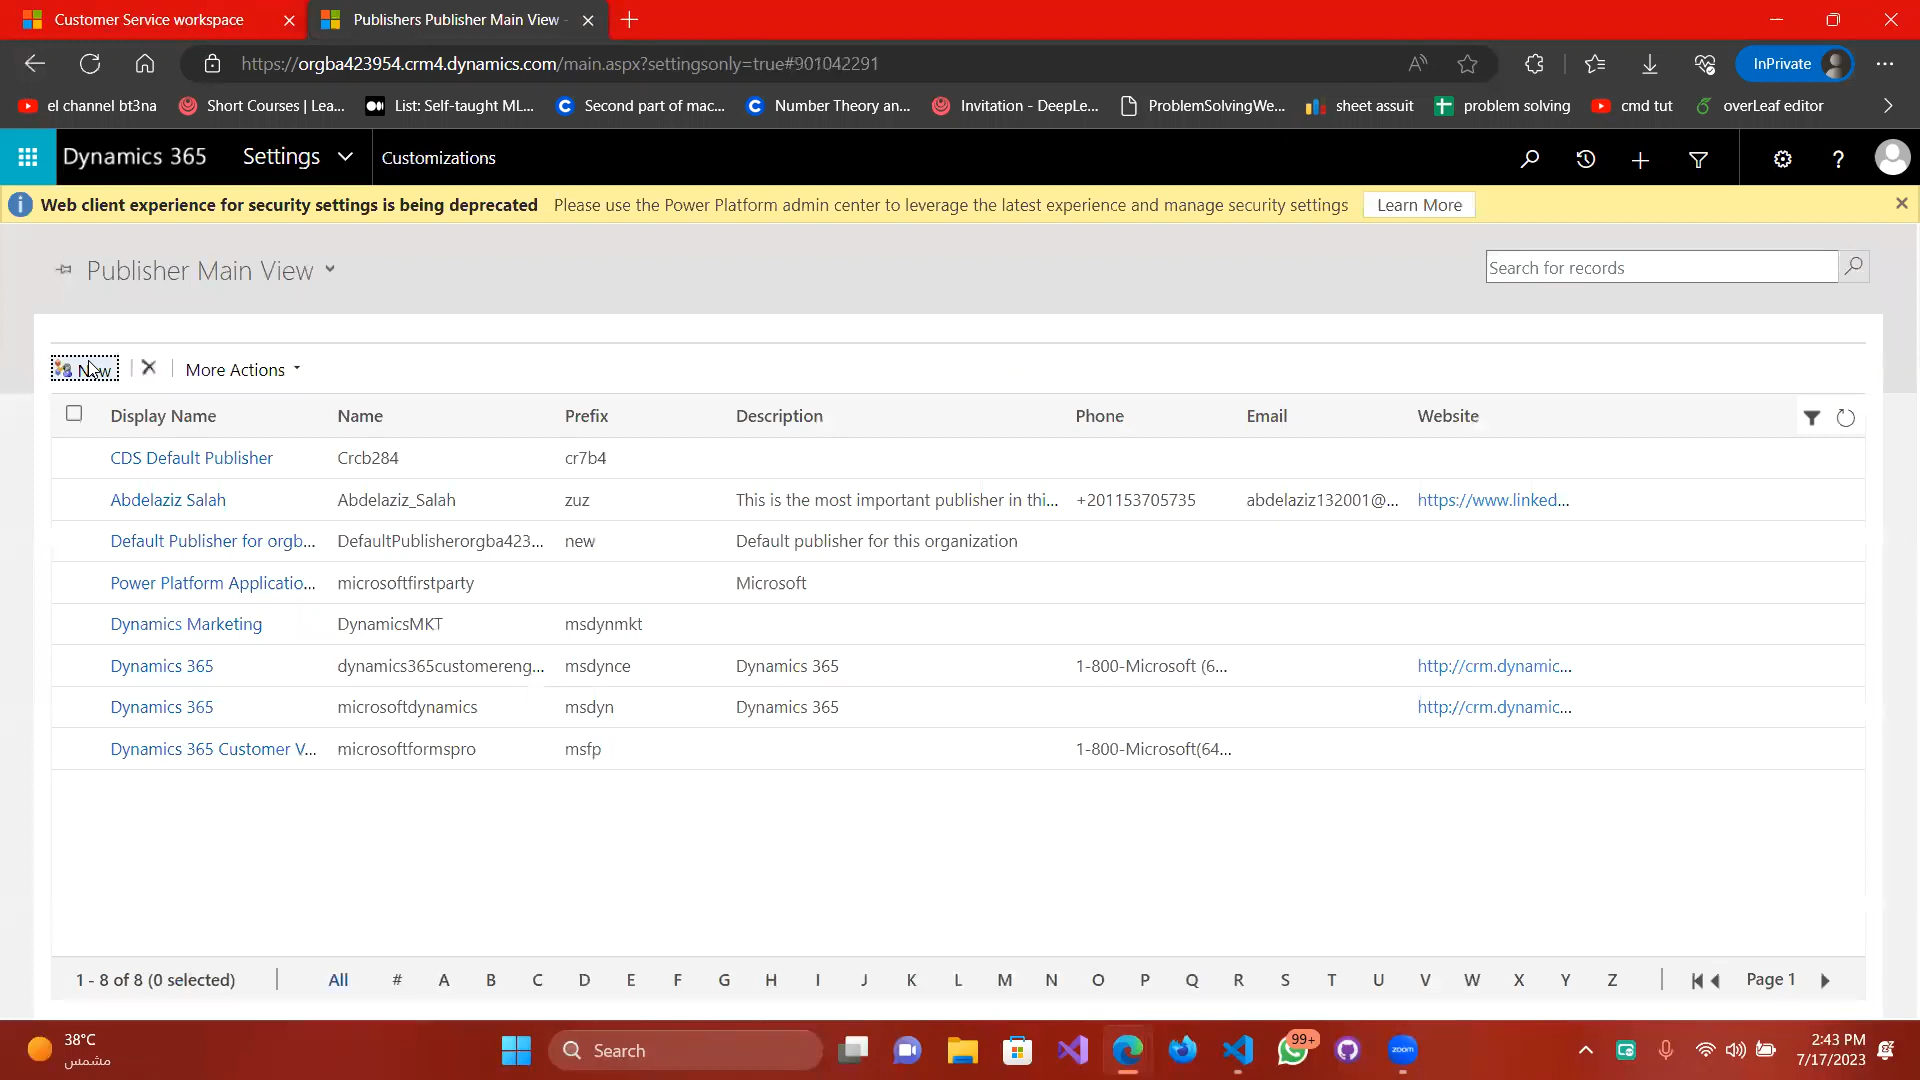 Customer Service workspace
Publishers Publisher Main View -
https://orgba423954.crm4.dynamics.com/main.aspx?settingsonly=true#901042291
InPrivate
el channel bt3na
Short Courses | Lea...
List: Self-taught ML...
Second part of mac...
Number Theory an...
Invitation - DeepLe...
ProblemSolvingWe...
sheet assuit
problem solving
cmd tut
overLeaf editor
Dynamics 365
Settings
Customizations
Web client experience for security settings is being deprecated Please use the Power Platform admin center to leverage the latest experience and manage security settings
Learn More
Publisher Main View
Search for records
New
More Actions
Display Name Name Prefix Description Phone Email Website
CDS Default Publisher Crcb284 cr7b4
Abdelaziz Salah Abdelaziz_Salah zuz This is the most important publisher in thi... +201153705735 abdelaziz132001@... https://www.linked...
Default Publisher for orgb... DefaultPublisherorgba423... new Default publisher for this organization
Power Platform Applicatio... microsoftfirstparty Microsoft
Dynamics Marketing DynamicsMKT msdynmkt
Dynamics 365 dynamics365customereng... msdynce Dynamics 365 1-800-Microsoft (6... http://crm.dynamic...
Dynamics 365 microsoftdynamics msdyn Dynamics 365 http://crm.dynamic...
Dynamics 365 Customer V... microsoftformspro msfp 1-800-Microsoft(64...
1 - 8 of 8 (0 selected) All # A B C D E F G H I J K L M N O P Q R S T U V W X Y Z Page 1
38°C
مشمس
Search
99+
zoom
2:43 PM
7/17/2023